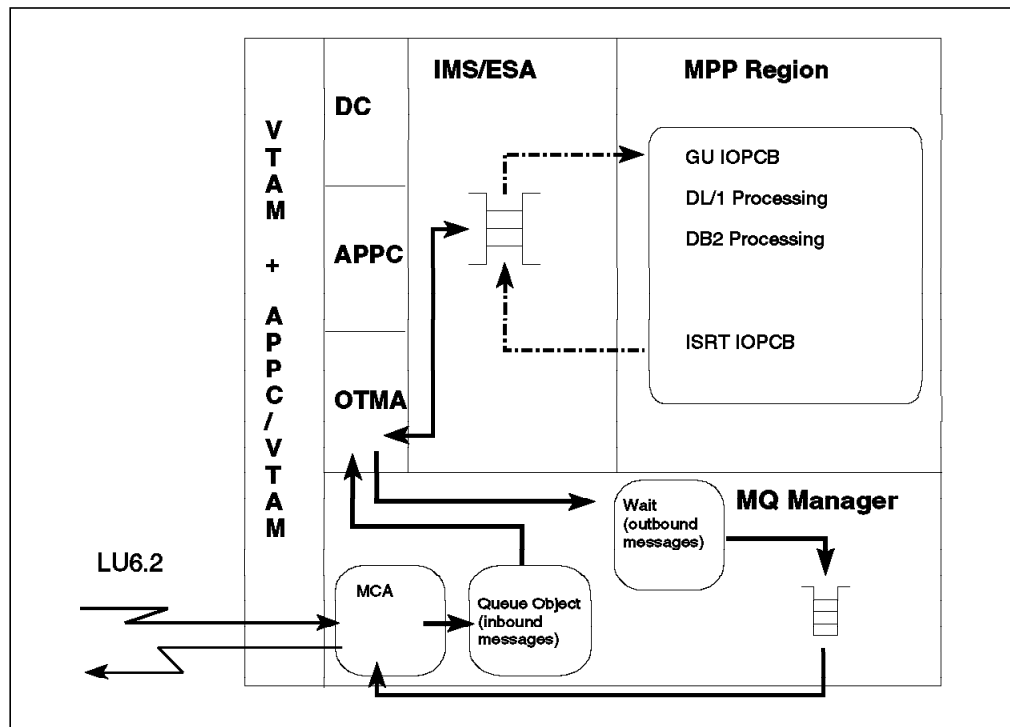 IMS/ESA
MPP Region
DC
VTAM + APPC/VTAM
GU IOPCB
DL/1 Processing
DB2 Processing
APPC
ISRT IOPCB
OTMA
MQ Manager
Wait
(outbound
messages)
LU6.2
MCA
Queue Object
(inbound
messages)